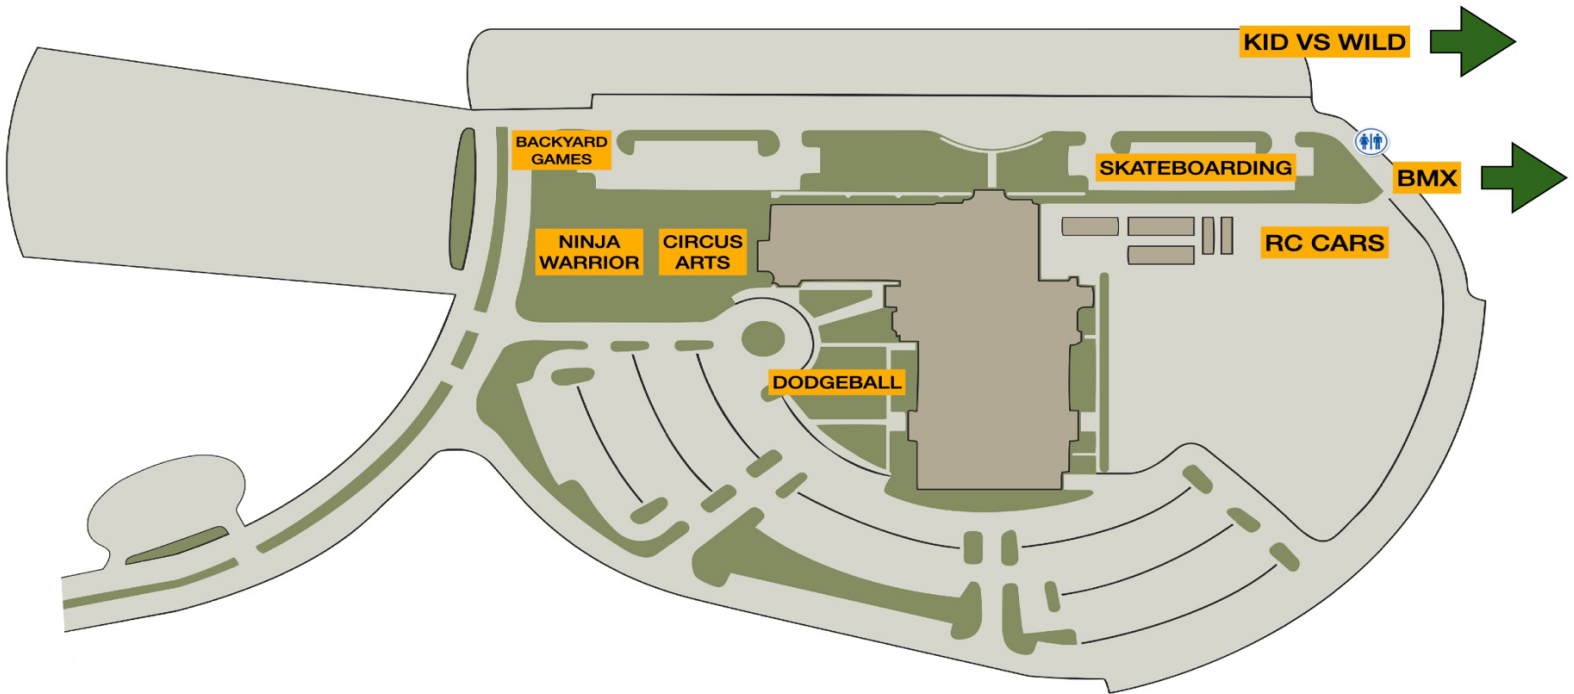 KID VS WILD
BACKYARD
GAMES
SKATEBOARDING
BMX
NINJA
WARRIOR
CIRCUS
ARTS
RC CARS
DODGEBALL